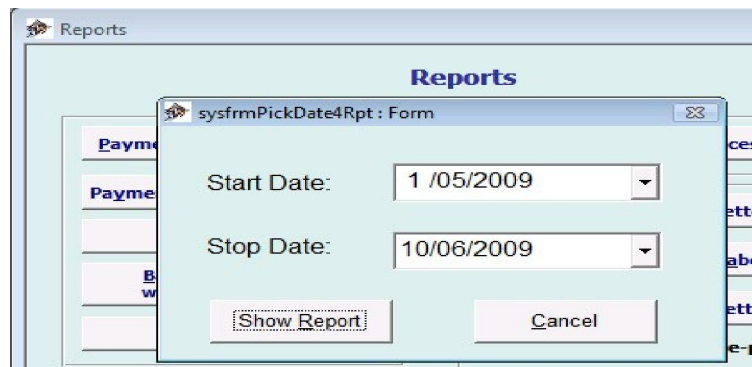 Reports
Reports
sysfrmPickDate4Rpt : Form
Start Date:
1 /05/2009
Stop Date:
10/06/2009
Show Report
Cancel